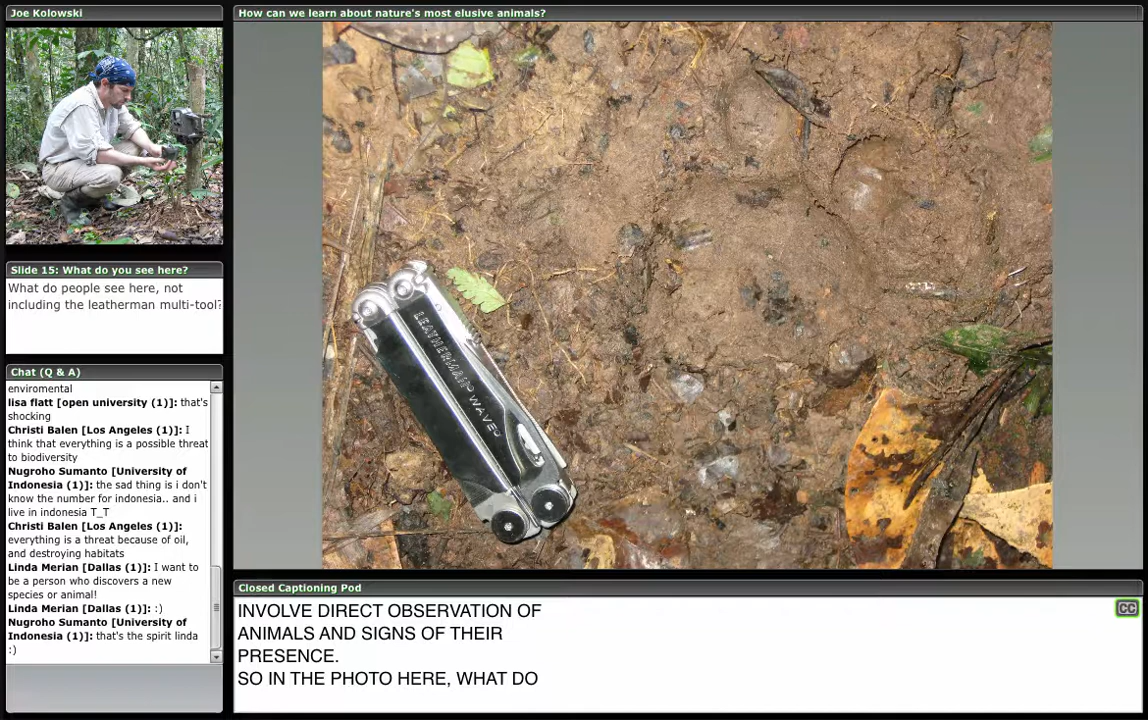 Joe Kolowski
How can we learn about nature's most elusive animals?
LEATHERMAN® WAVE®
Slide 15: What do you see here?
What do people see here, not
including the leatherman multi-tool?
Chat (Q & A)
enviromental
lisa flatt [open university (1)]: that's
shocking
Christi Balen [Los Angeles (1)]: I
think that everything is a possible threat
to biodiversity
Nugroho Sumanto [University of
Indonesia (1)]: the sad thing is i don't
know the number for indonesia.. and i
live in indonesia T_T
Christi Balen [Los Angeles (1)]:
everything is a threat because of oil,
and destroying habitats
Linda Merian [Dallas (1)]: I want to
be a person who discovers a new
species or animal!
Linda Merian [Dallas (1)]: :)
Nugroho Sumanto [University of
Indonesia (1)]: that's the spirit linda
:)
Closed Captioning Pod
CC
INVOLVE DIRECT OBSERVATION OF
ANIMALS AND SIGNS OF THEIR
PRESENCE.
SO IN THE PHOTO HERE, WHAT DO